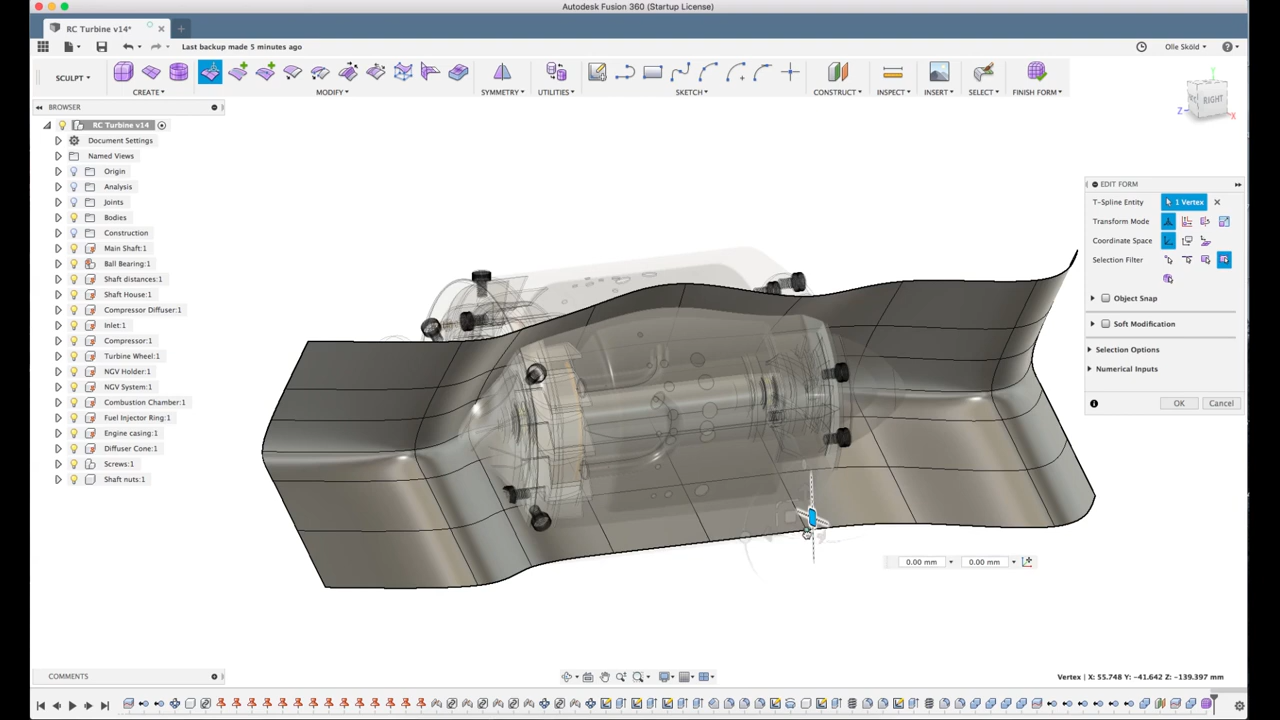 Autodesk Fusion 360 (Startup License)
RC Turbine v14*
Last backup made 5 minutes ago
Olle Sköld
SCULPT
CREATE
MODIFY
SYMMETRY
UTILITIES
SKETCH
CONSTRUCT
INSPECT
INSERT
SELECT
FINISH FORM
RIGHT
Z
X
BROWSER
RC Turbine v14
Document Settings
Named Views
Origin
Analysis
Joints
Bodies
Construction
Main Shaft:1
Ball Bearing:1
Shaft distances:1
Shaft House:1
Compressor Diffuser:1
Inlet:1
Compressor:1
Turbine Wheel:1
NGV Holder:1
NGV System:1
Combustion Chamber:1
Fuel Injector Ring:1
Engine casing:1
Diffuser Cone:1
Screws:1
Shaft nuts:1
EDIT FORM
T-Spline Entity
1 Vertex
Transform Mode
Coordinate Space
Selection Filter
Object Snap
Soft Modification
Selection Options
Numerical Inputs
OK
Cancel
0.00 mm
0.00 mm
COMMENTS
Vertex | X: 55.748 Y: -41.642 Z: -139.397 mm